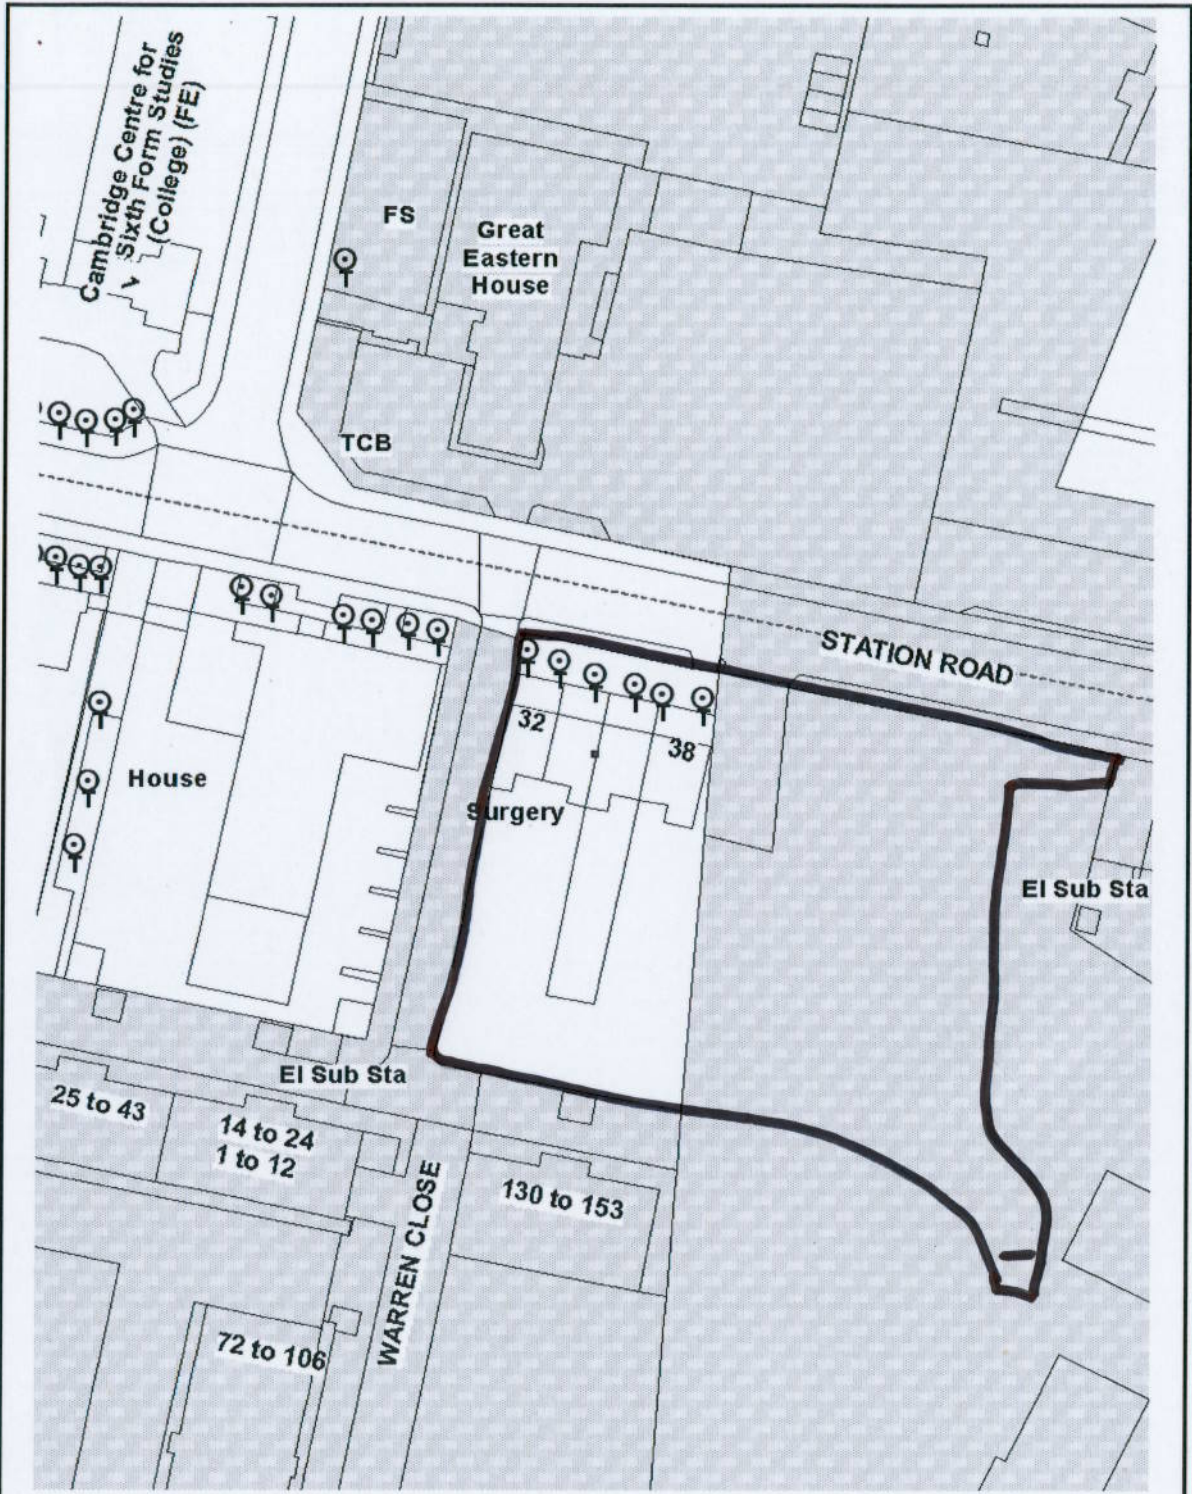 Cambridge Centre for
Sixth Form Studies
(College) (FE)
FS
Great
Eastern
House
TCB
STATION ROAD
32
38
House
Surgery
El Sub Sta
El Sub Sta
25 to 43
14 to 24
1 to 12
130 to 153
WARREN CLOSE
72 to 106